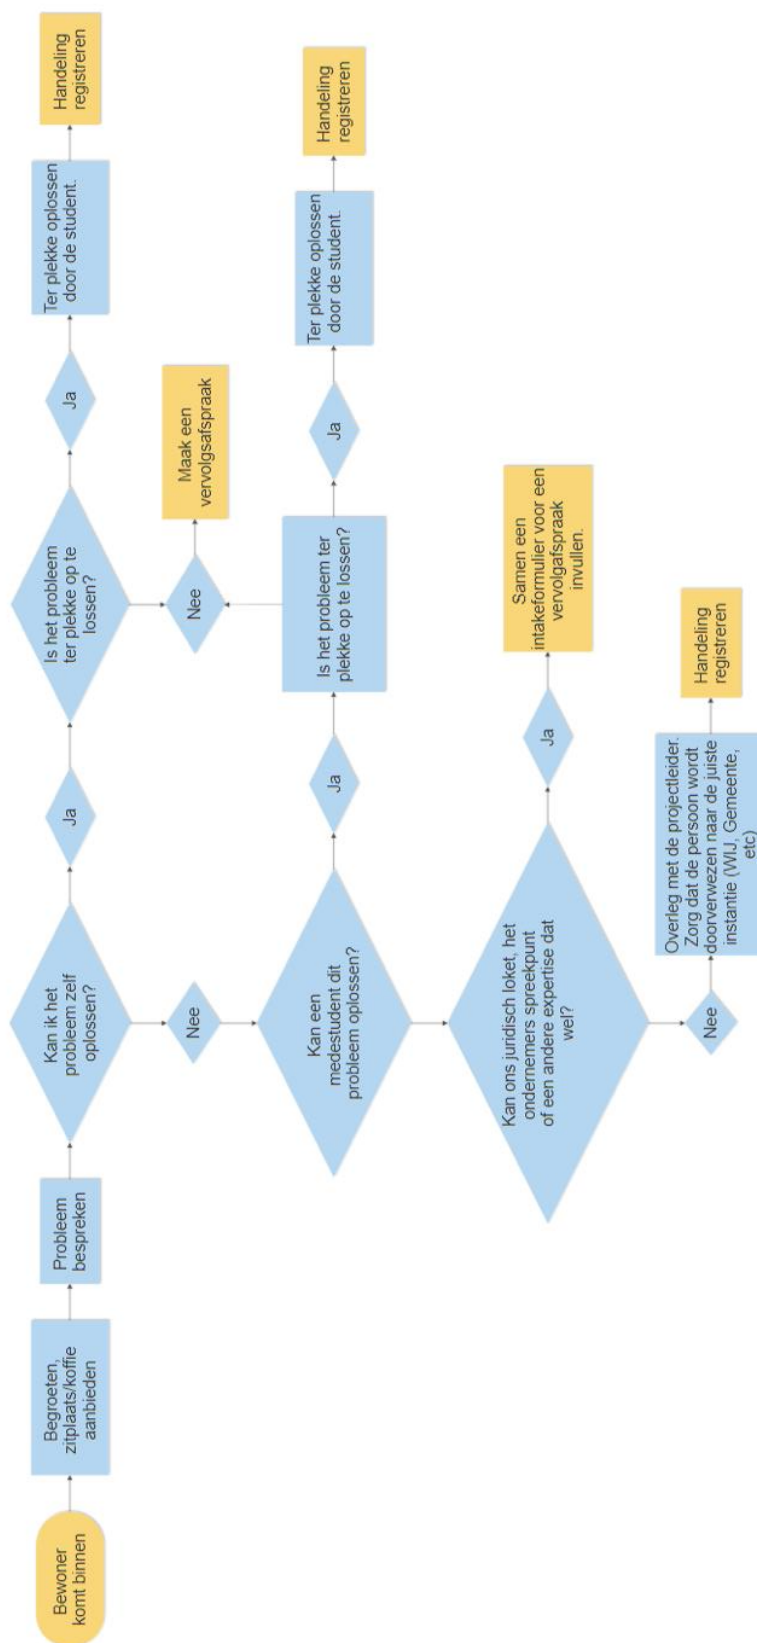 Bewoner
komt binnen
Begroeten,
zitplaats/koffie
aanbieden
Probleem
bespreken
Kan ik het
probleem zelf
oplossen?
Ja
Is het probleem
ter plekke op te
lossen?
Ja
Ter plekke oplossen
door de student.
Handeling
registreren
Nee
Nee
Maak een
vervolgsafspraak
Kan een
medestudent dit
probleem oplossen?
Ja
Is het probleem ter
plekke op te lossen?
Ja
Ter plekke oplossen
door de student.
Handeling
registreren
Kan ons juridisch loket, het
ondernemers spreekpunt
of een andere expertise dat
wel?
Ja
Samen een
intakeformulier voor een
vervolgafspraak
invullen.
Nee
Overleg met de projectleider.
Zorg dat de persoon wordt
doorverwezen naar de juiste
instantie (WIJ, Gemeente,
etc)
Handeling
registreren